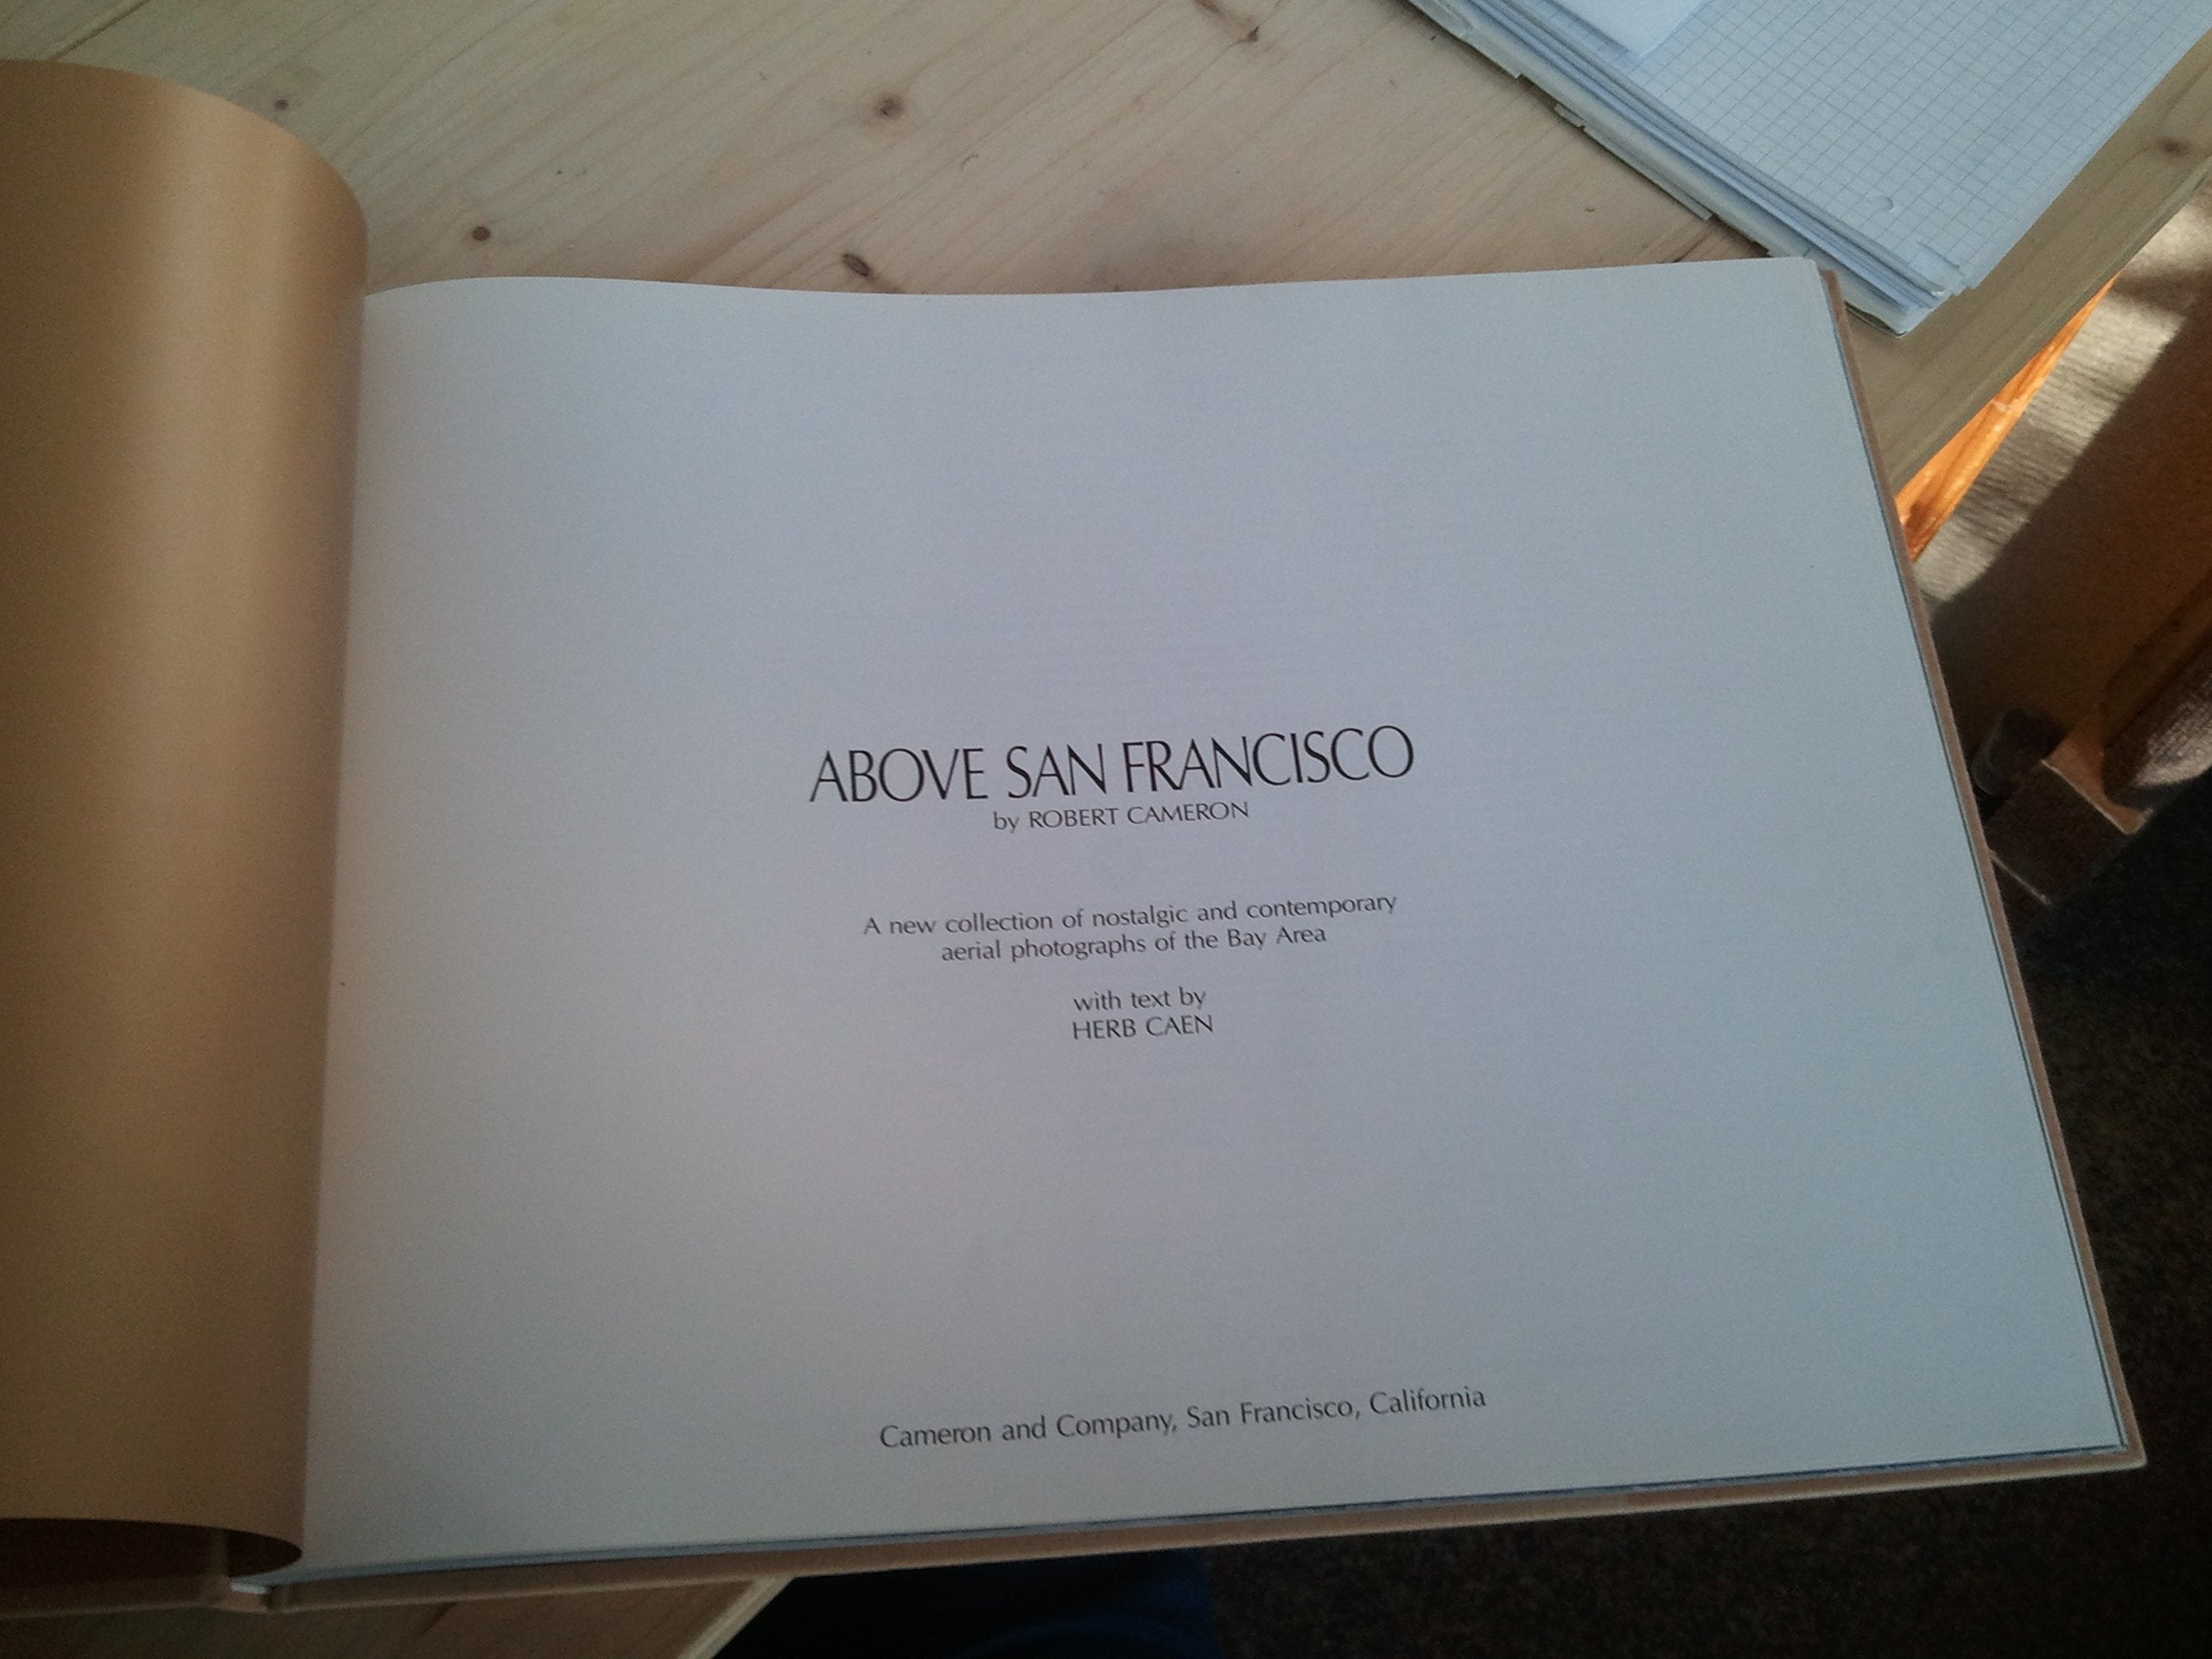 ABOVE SAN FRANCISCO
by ROBERT CAMERON
A new collection of nostalgic and contemporary
aerial photographs of the Bay Area
with text by
HERB CAEN
Cameron and Company, San Francisco, California